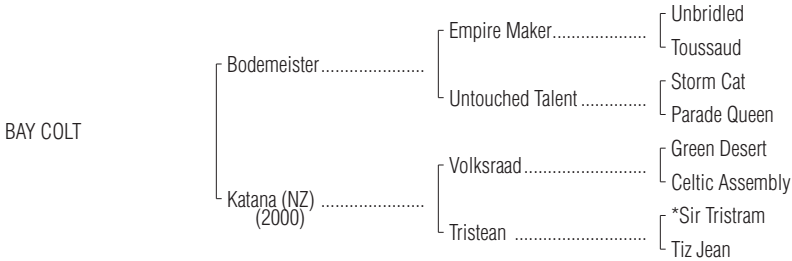 Unbridled
Empire Maker.....................
Toussaud
Bodemeister......................
Storm Cat
Untouched Talent ...............
Parade Queen
BAY COLT
Green Desert
Volksraad...........................
Celtic Assembly
Katana (NZ) ......................
(2000)
*Sir Tristram
Tristean .............................
Tiz Jean